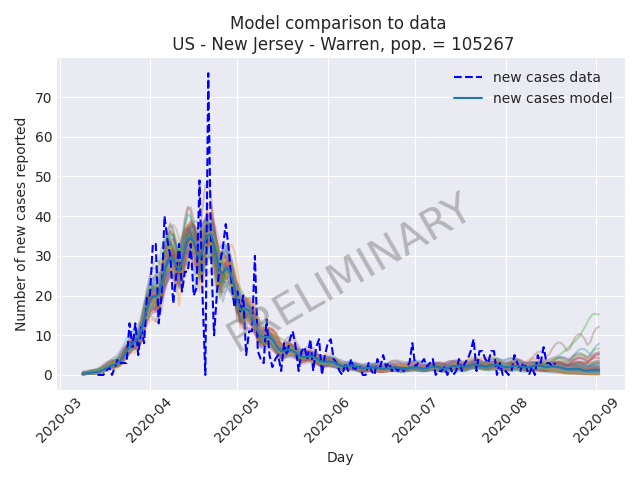 Model comparison to data
US - New Jersey - Warren, pop. = 105267
new cases data
new cases model
PRELIMINARY
Number of new cases reported
70
60
50
40
30
20
10
0
2020-03
2020-04
2020-05
2020-06
2020-07
2020-08
2020-09
Day